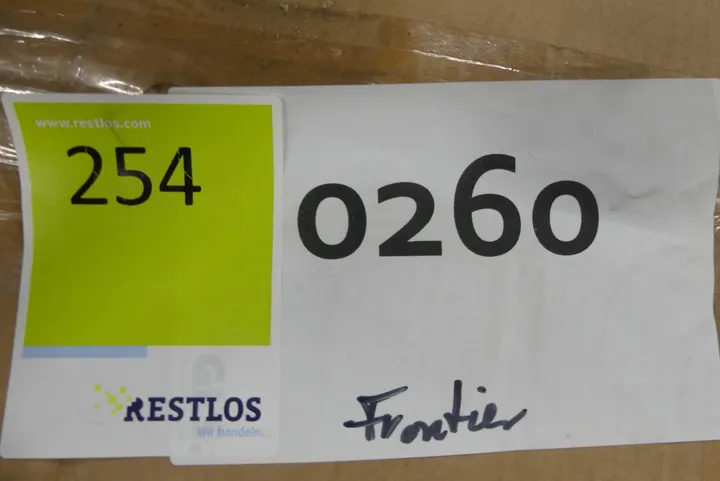 www.restlos.com
254
0260
RESTLOS
Wir handeln.
Frontier